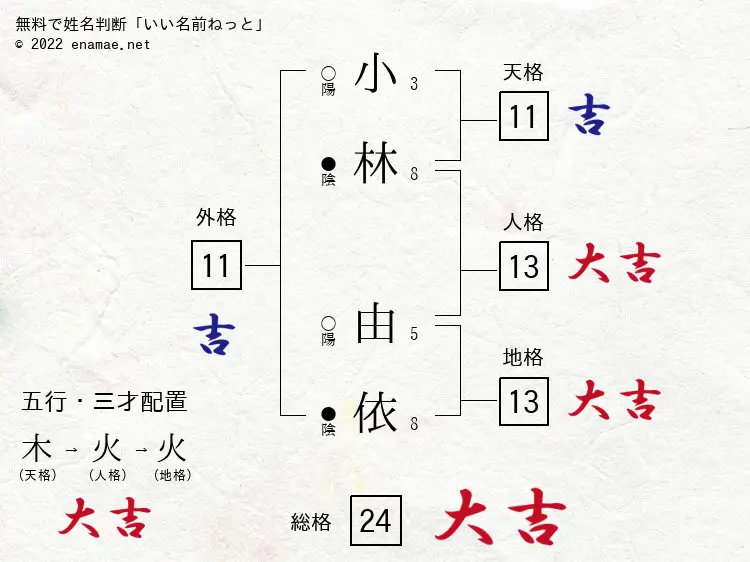 無料で姓名判断「いい名前ねっと」
© 2022 enamae.net
○陽 小 3
●陰 林 8
○陽 由 5
●陰 依 8
天格
11 吉
人格
13 大吉
地格
13 大吉
外格
11
吉
五行・三才配置
木 → 火 → 火
(天格) (人格) (地格)
大吉
総格 24 大吉